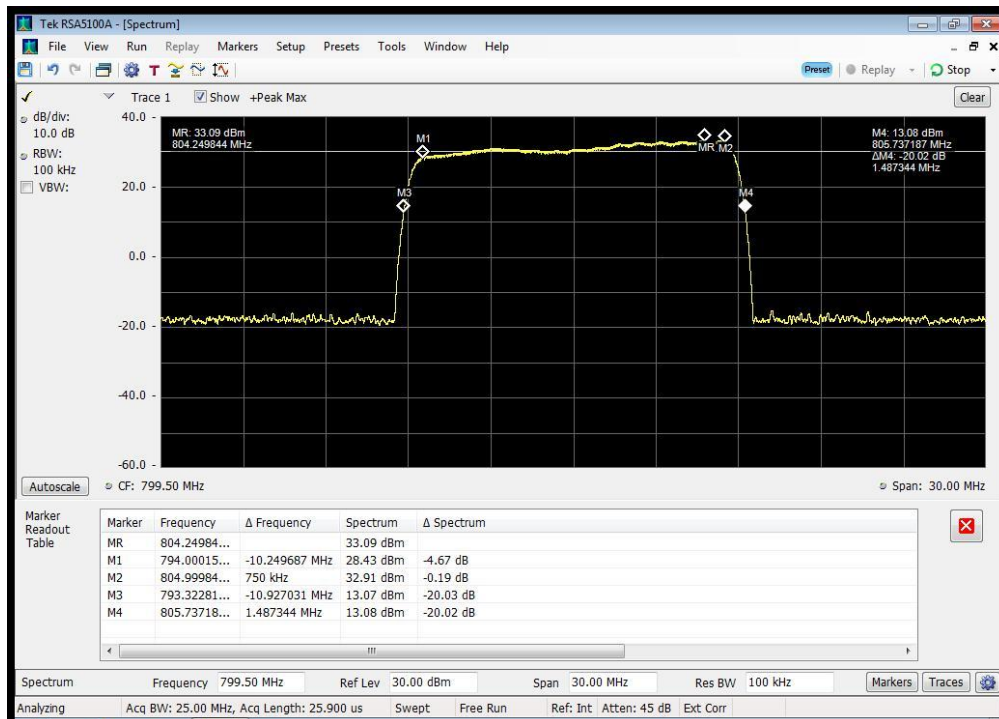 Tek RSA5100A - [Spectrum]
File View Run Replay Markers Setup Presets Tools Window Help
T Preset Replay Stop
Trace 1 Show +Peak Max Clear
dB/div:
10.0 dB
RBW:
100 kHz
VBW:
40.0
20.0
0.0
-20.0
-40.0
-60.0
MR: 33.09 dBm
804.249844 MHz
M4: 13.08 dBm
805.737187 MHz
ΔM4: -20.02 dB
1.487344 MHz
M1
MR M2
M3
M4
Autoscale CF: 799.50 MHz Span: 30.00 MHz
Marker
Readout
Table
Marker Frequency Δ Frequency Spectrum Δ Spectrum
MR 804.24984... 33.09 dBm
M1 794.00015... -10.249687 MHz 28.43 dBm -4.67 dB
M2 804.99984... 750 kHz 32.91 dBm -0.19 dB
M3 793.32281... -10.927031 MHz 13.07 dBm -20.03 dB
M4 805.73718... 1.487344 MHz 13.08 dBm -20.02 dB
Spectrum Frequency 799.50 MHz Ref Lev 30.00 dBm Span 30.00 MHz Res BW 100 kHz Markers Traces
Analyzing Acq BW: 25.00 MHz, Acq Length: 25.900 us Swept Free Run Ref: Int Atten: 45 dB Ext Corr